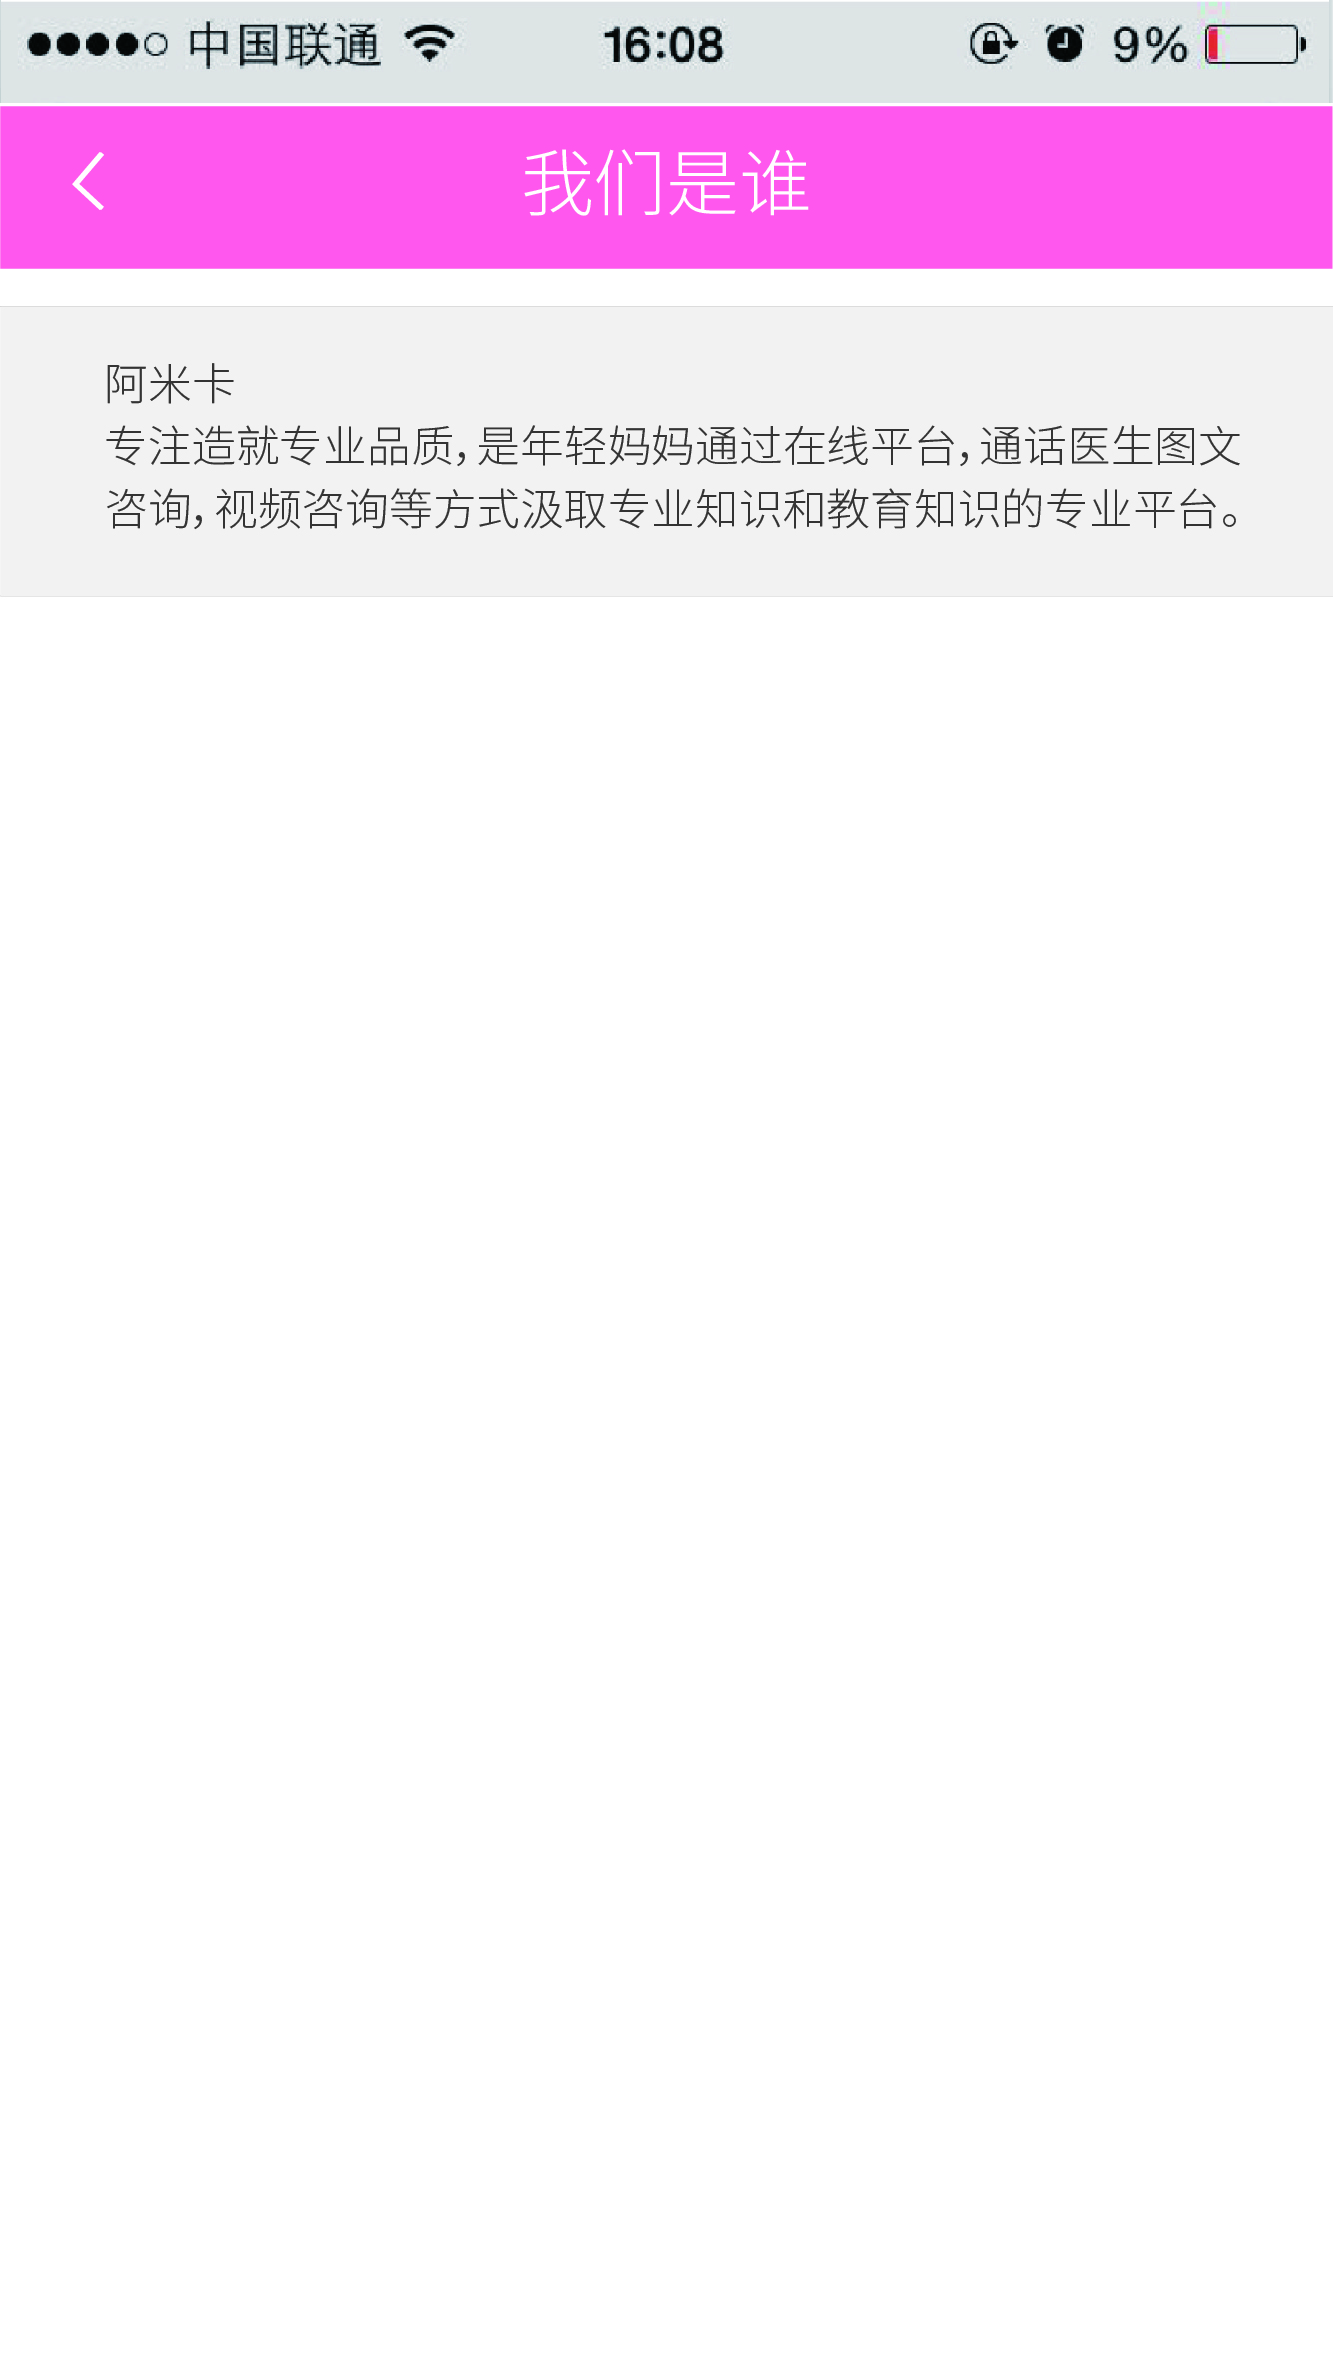 中国联通 16:08 9%
我们是谁
阿米卡
专注造就专业品质，是年轻妈妈通过在线平台，通话医生图文
咨询，视频咨询等方式汲取专业知识和教育知识的专业平台。